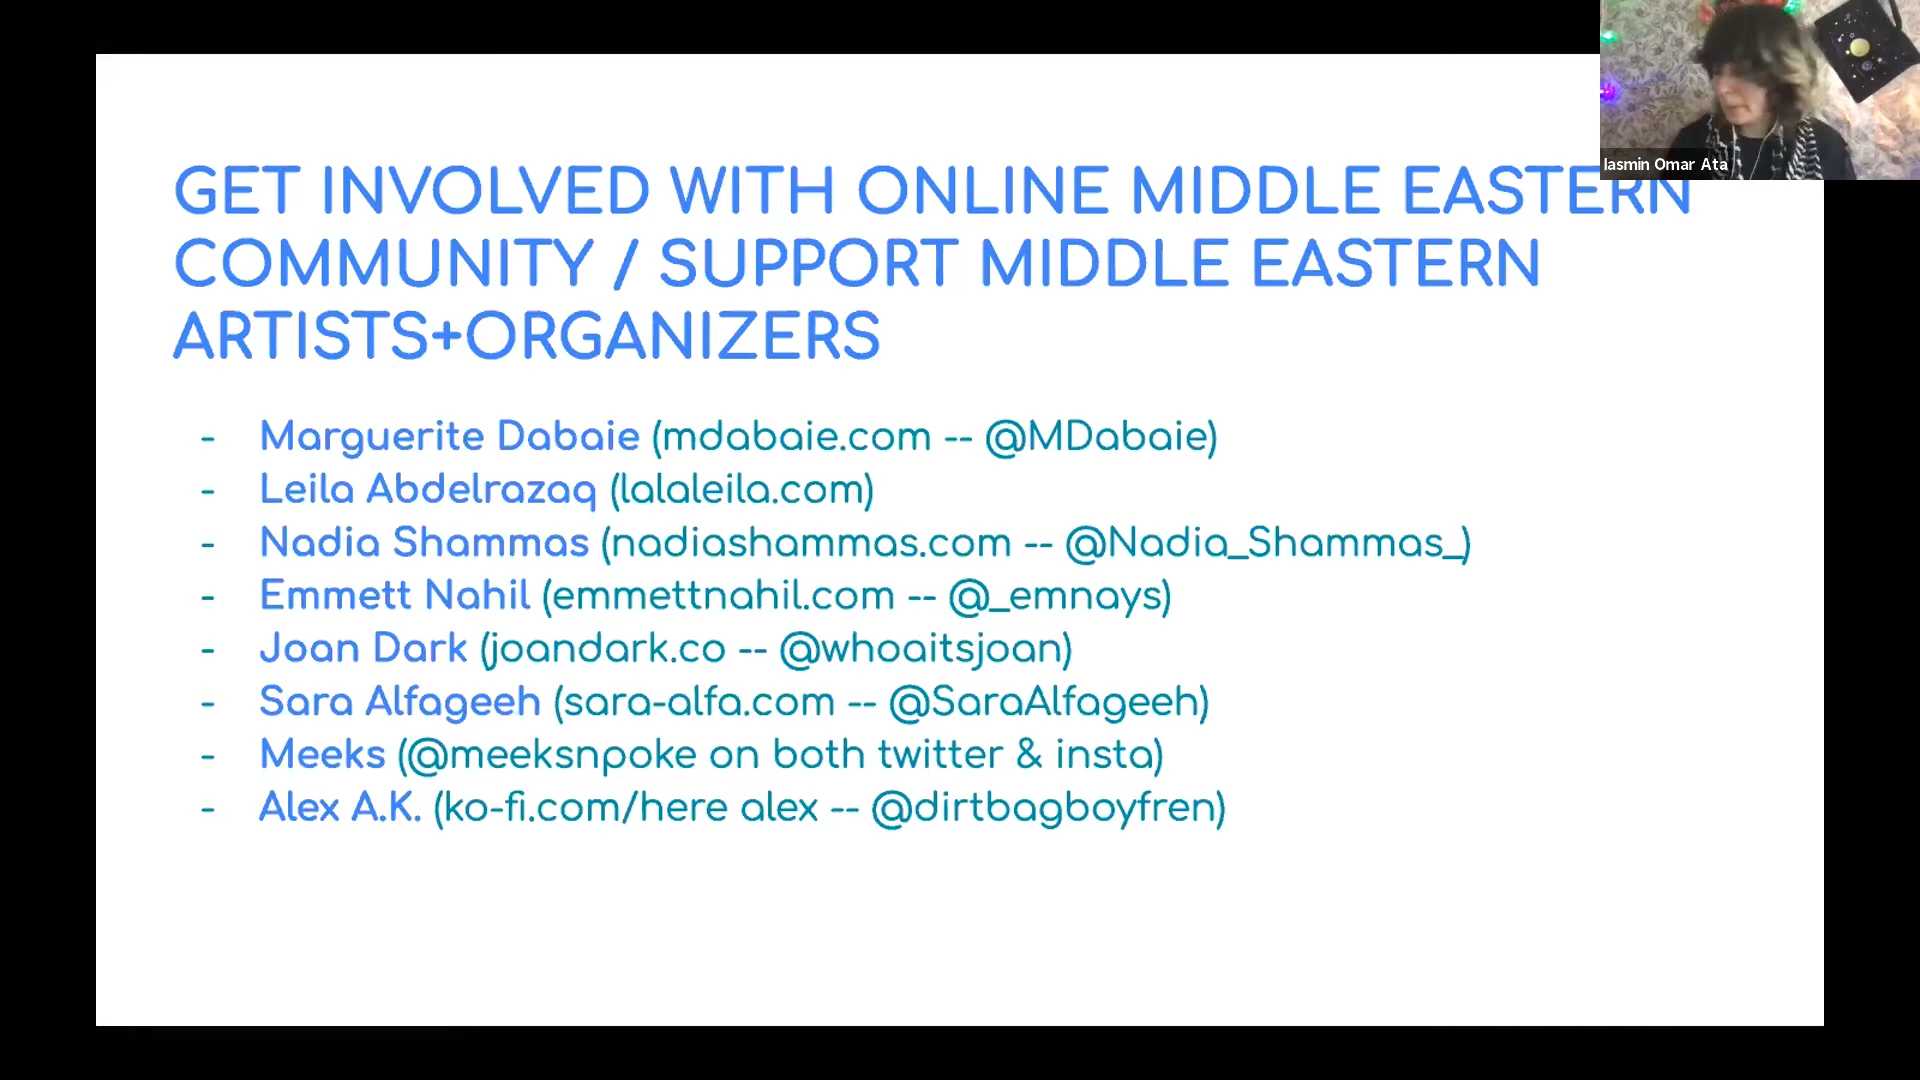 GET INVOLVED WITH ONLINE MIDDLE EASTERN
COMMUNITY / SUPPORT MIDDLE EASTERN
ARTISTS+ORGANIZERS
- Marguerite Dabaie (mdabaie.com -- @MDabaie)
- Leila Abdelrazaq (lalaleila.com)
- Nadia Shammas (nadiashammas.com -- @Nadia_Shammas_)
- Emmett Nahil (emmettnahil.com -- @_emnays)
- Joan Dark (joandark.co -- @whoaitsjoan)
- Sara Alfageeh (sara-alfa.com -- @SaraAlfageeh)
- Meeks (@meeksnpoke on both twitter & insta)
- Alex A.K. (ko-fi.com/here alex -- @dirtbagboyfren)
Iasmin Omar Ata